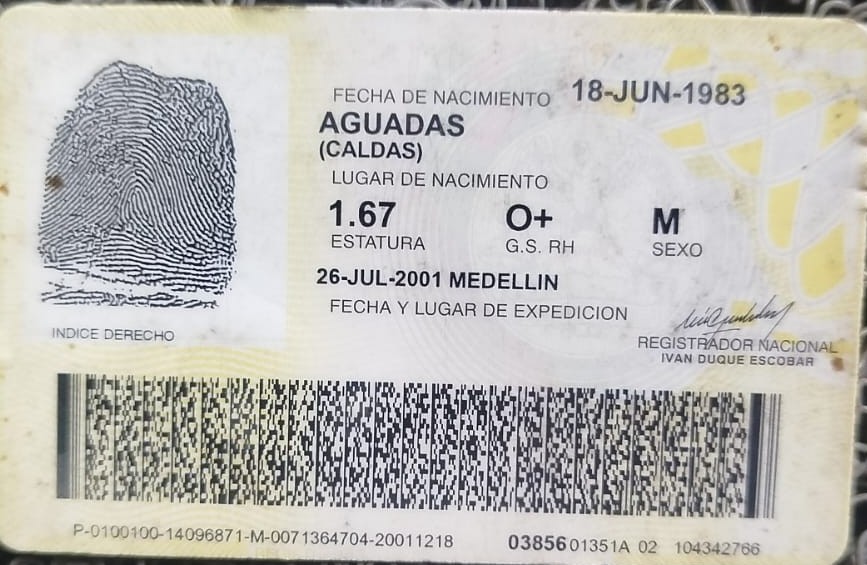 FECHA DE NACIMIENTO 18-JUN-1983
AGUADAS
(CALDAS)
LUGAR DE NACIMIENTO
1.67 O+ M
ESTATURA G.S. RH SEXO
26-JUL-2001 MEDELLIN
FECHA Y LUGAR DE EXPEDICION
INDICE DERECHO
REGISTRADOR NACIONAL
IVAN DUQUE ESCOBAR
P-0100100-14096871-M-0071364704-20011218 03856 01351A 02 104342766